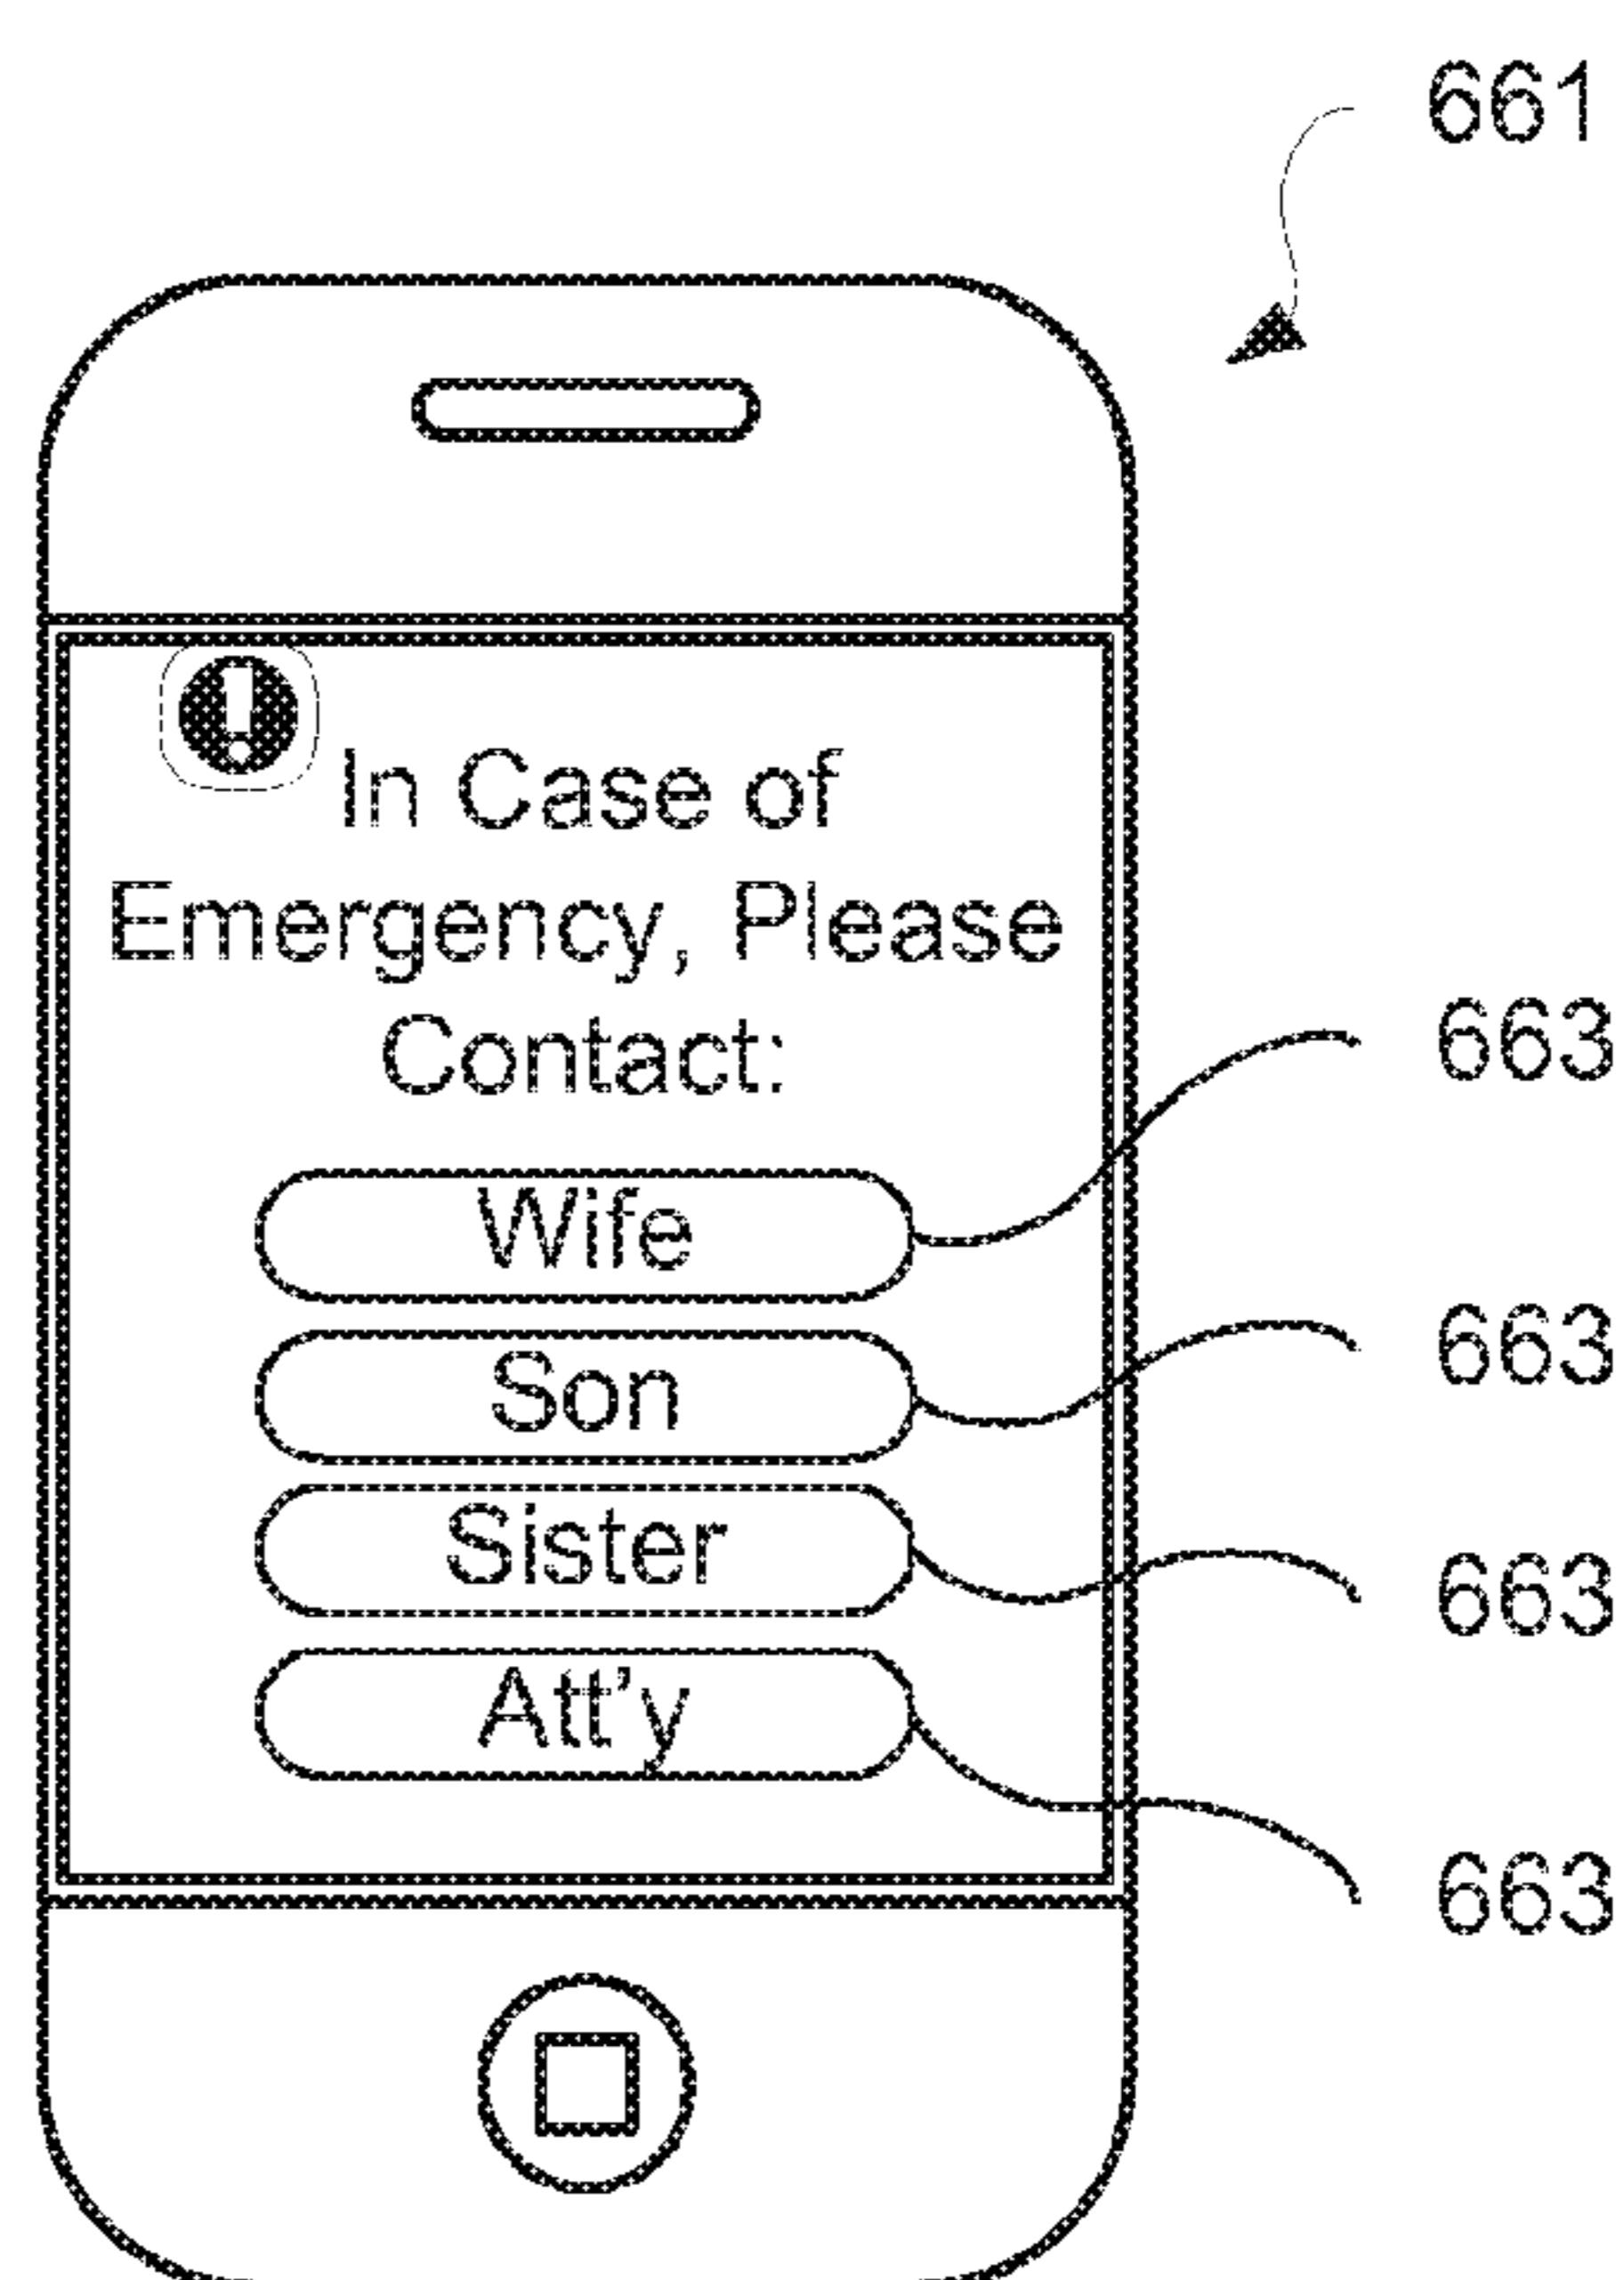 661
!
In Case of
Emergency, Please
Contact:
663
Wife
663
Son
Sister
663
Att'y
663